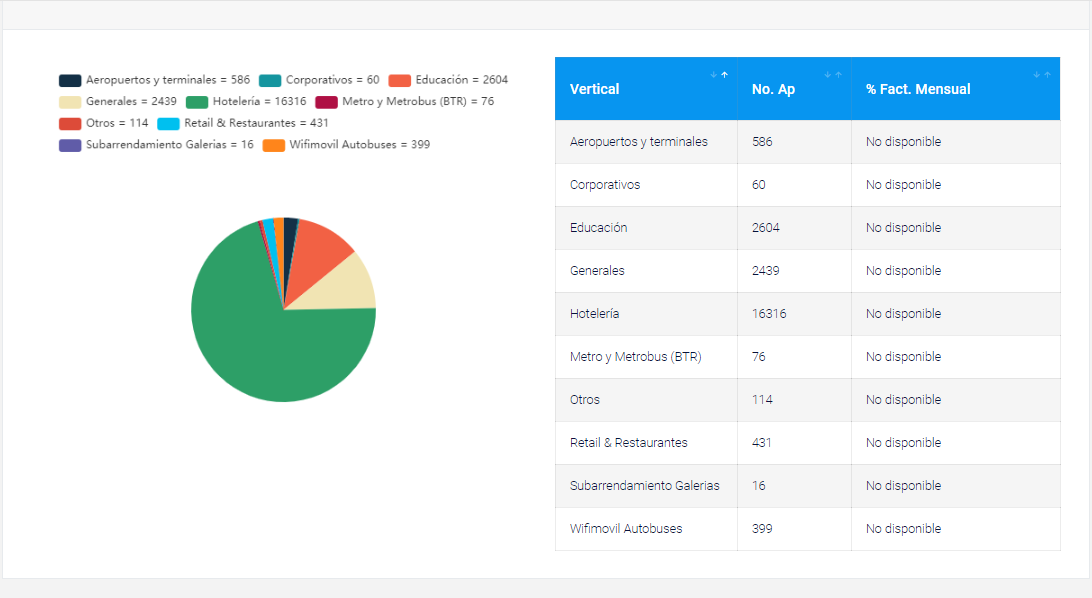 Aeropuertos y terminales = 586 Corporativos = 60 Educación = 2604
Generales = 2439 Hotelería = 16316 Metro y Metrobus (BTR) = 76
Otros = 114 Retail & Restaurantes = 431
Subarrendamiento Galerias = 16 Wifimovil Autobuses = 399
Vertical No. Ap % Fact. Mensual
Aeropuertos y terminales 586 No disponible
Corporativos 60 No disponible
Educación 2604 No disponible
Generales 2439 No disponible
Hotelería 16316 No disponible
Metro y Metrobus (BTR) 76 No disponible
Otros 114 No disponible
Retail & Restaurantes 431 No disponible
Subarrendamiento Galerias 16 No disponible
Wifimovil Autobuses 399 No disponible